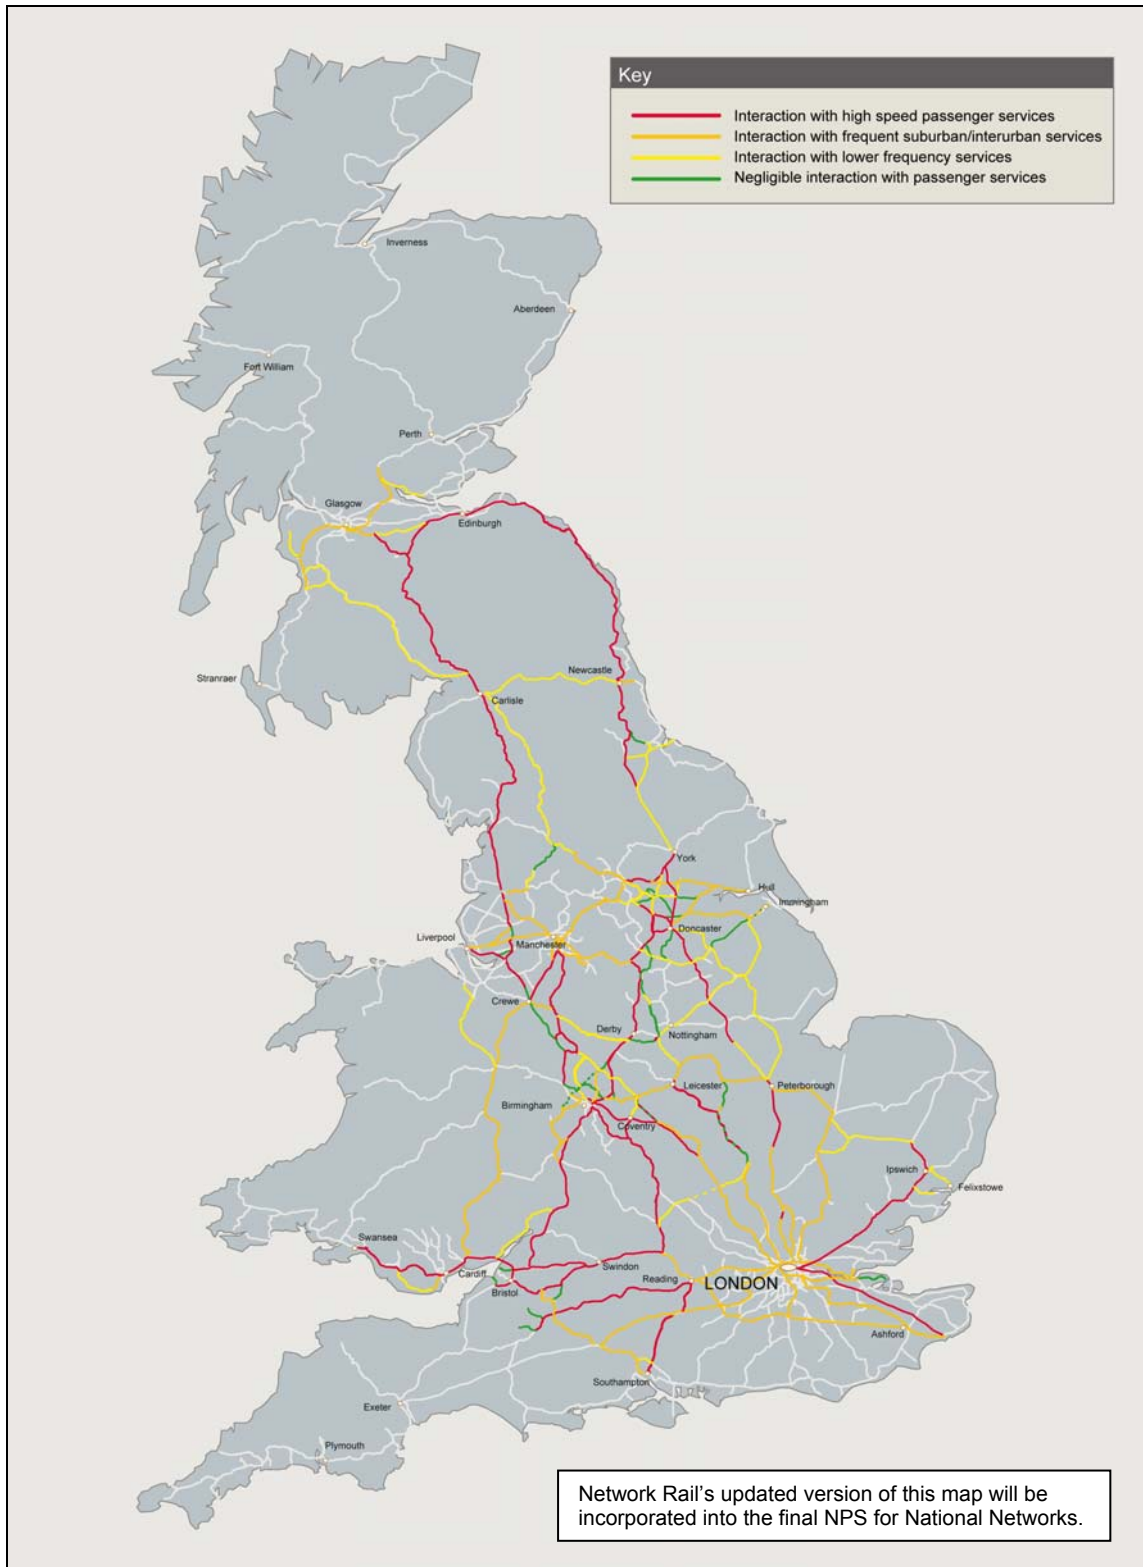 Key
Interaction with high speed passenger services
Interaction with frequent suburban/interurban services
Interaction with lower frequency services
Negligible interaction with passenger services
Inverness
Aberdeen
Fort William
Perth
Glasgow
Edinburgh
Stranraer
Newcastle
Carlisle
York
Hull
Immingham
Liverpool
Manchester
Doncaster
Crewe
Derby
Nottingham
Leicester
Peterborough
Birmingham
Coventry
Ipswich
Felixstowe
Swansea
Cardiff
Swindon
Bristol
Reading
LONDON
Ashford
Southampton
Exeter
Plymouth
Network Rail's updated version of this map will be
incorporated into the final NPS for National Networks.